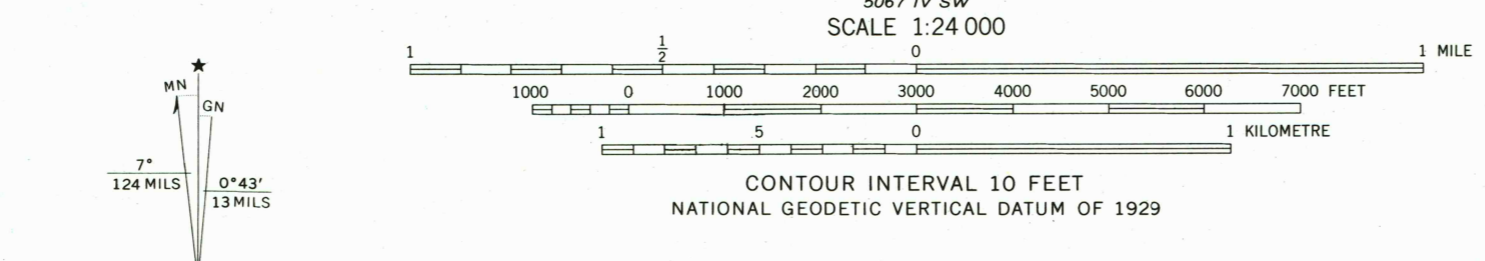 5067 IV SW
SCALE 1:24 000
1 1/2 0 1 MILE
1000 0 1000 2000 3000 4000 5000 6000 7000 FEET
1 .5 0 1 KILOMETRE
CONTOUR INTERVAL 10 FEET
NATIONAL GEODETIC VERTICAL DATUM OF 1929
★
MN
GN
7°
124 MILS
0°43'
13 MILS